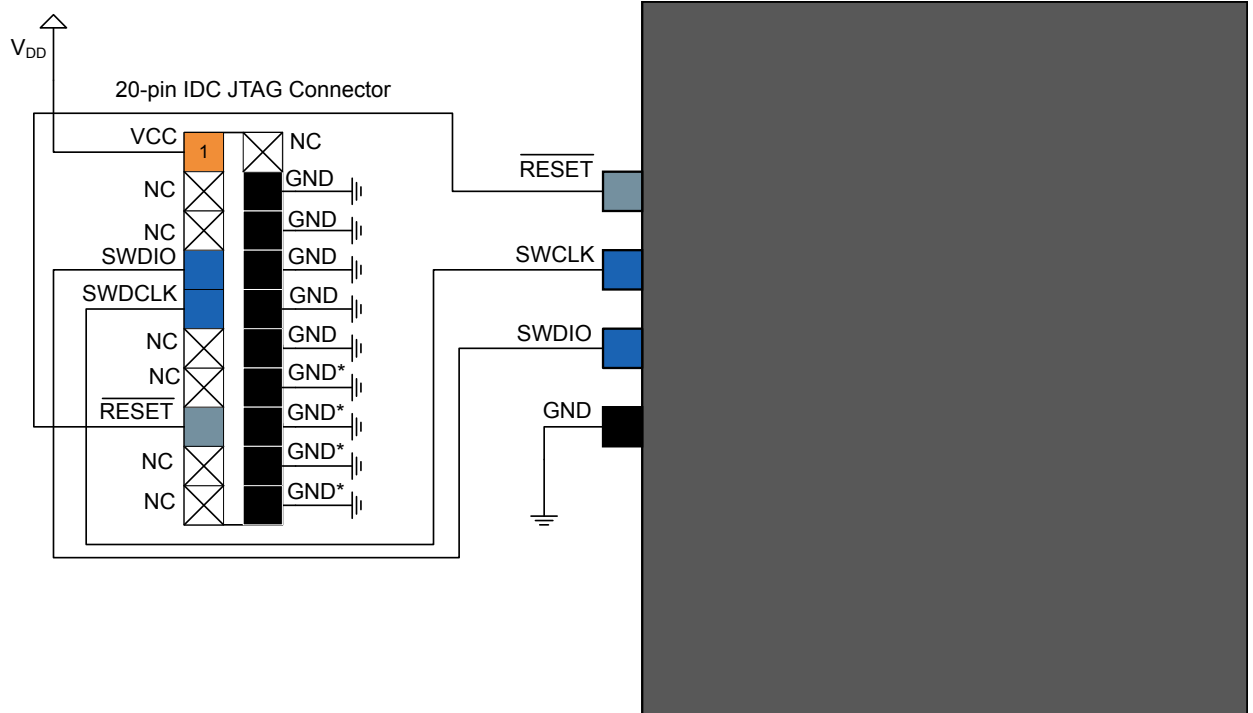 V_DD
20-pin IDC JTAG Connector
VCC
1
NC
NC
GND
NC
GND
SWDIO
GND
SWDCLK
GND
NC
GND
NC
GND*
RESET
GND*
NC
GND*
NC
GND*
RESET
SWCLK
SWDIO
GND